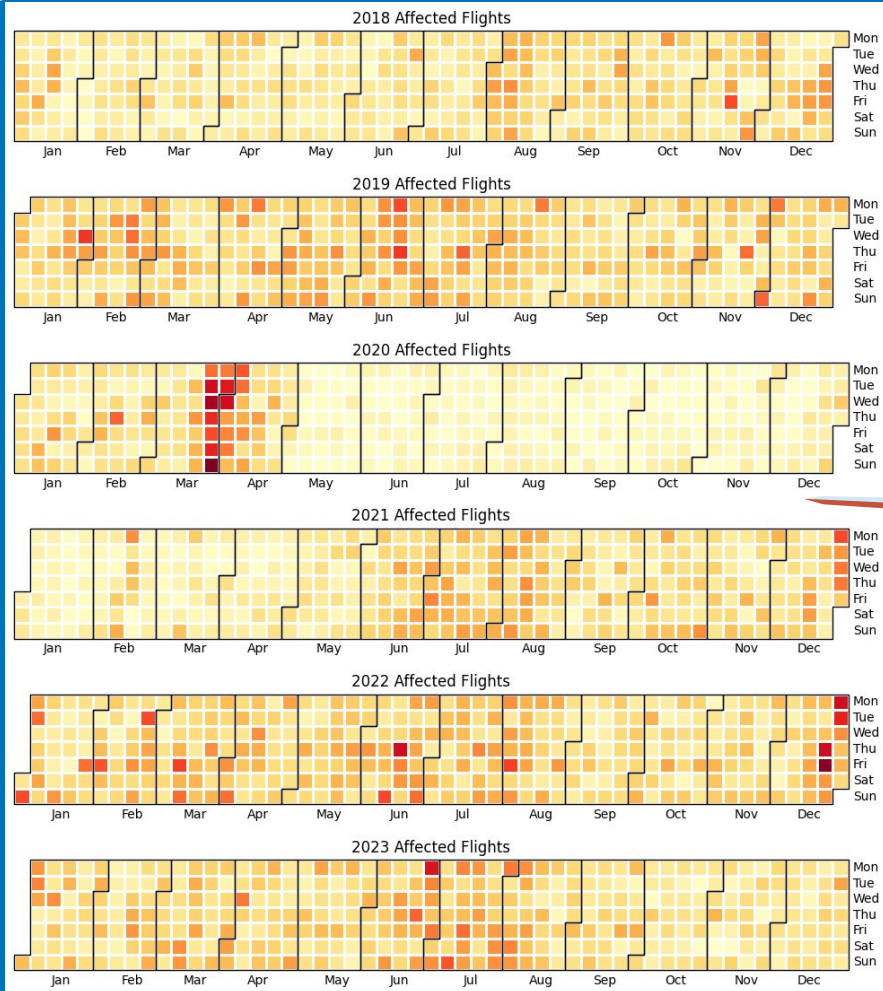 2018 Affected Flights
Mon
Tue
Wed
Thu
Fri
Sat
Sun
Jan Feb Mar Apr May Jun Jul Aug Sep Oct Nov Dec
2019 Affected Flights
Mon
Tue
Wed
Thu
Fri
Sat
Sun
Jan Feb Mar Apr May Jun Jul Aug Sep Oct Nov Dec
2020 Affected Flights
Mon
Tue
Wed
Thu
Fri
Sat
Sun
Jan Feb Mar Apr May Jun Jul Aug Sep Oct Nov Dec
2021 Affected Flights
Mon
Tue
Wed
Thu
Fri
Sat
Sun
Jan Feb Mar Apr May Jun Jul Aug Sep Oct Nov Dec
2022 Affected Flights
Mon
Tue
Wed
Thu
Fri
Sat
Sun
Jan Feb Mar Apr May Jun Jul Aug Sep Oct Nov Dec
2023 Affected Flights
Mon
Tue
Wed
Thu
Fri
Sat
Sun
Jan Feb Mar Apr May Jun Jul Aug Sep Oct Nov Dec